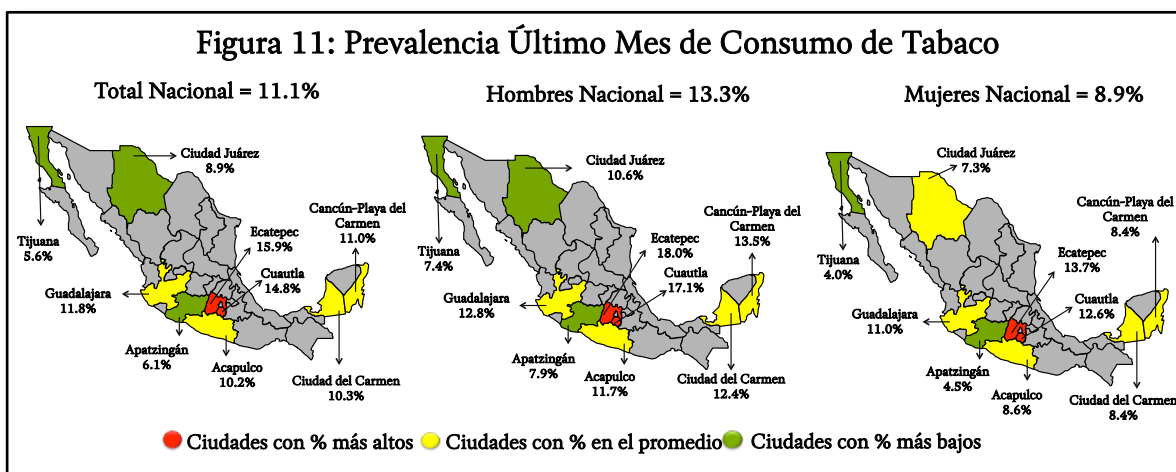 Figura 11: Prevalencia Último Mes de Consumo de Tabaco
Total Nacional = 11.1%
Ciudad Juárez
8.9%
Cancún-Playa del
Carmen
11.0%
Ecatepec
15.9%
Tijuana
5.6%
Cuautla
14.8%
Guadalajara
11.8%
Apatzingán
6.1%
Acapulco
10.2%
Ciudad del Carmen
10.3%
Hombres Nacional = 13.3%
Ciudad Juárez
10.6%
Cancún-Playa del
Carmen
13.5%
Ecatepec
18.0%
Tijuana
7.4%
Cuautla
17.1%
Guadalajara
12.8%
Apatzingán
7.9%
Acapulco
11.7%
Ciudad del Carmen
12.4%
Mujeres Nacional = 8.9%
Ciudad Juárez
7.3%
Cancún-Playa del
Carmen
8.4%
Ecatepec
13.7%
Tijuana
4.0%
Cuautla
12.6%
Guadalajara
11.0%
Apatzingán
4.5%
Acapulco
8.6%
Ciudad del Carmen
8.4%
Ciudades con % más altos
Ciudades con % en el promedio
Ciudades con % más bajos